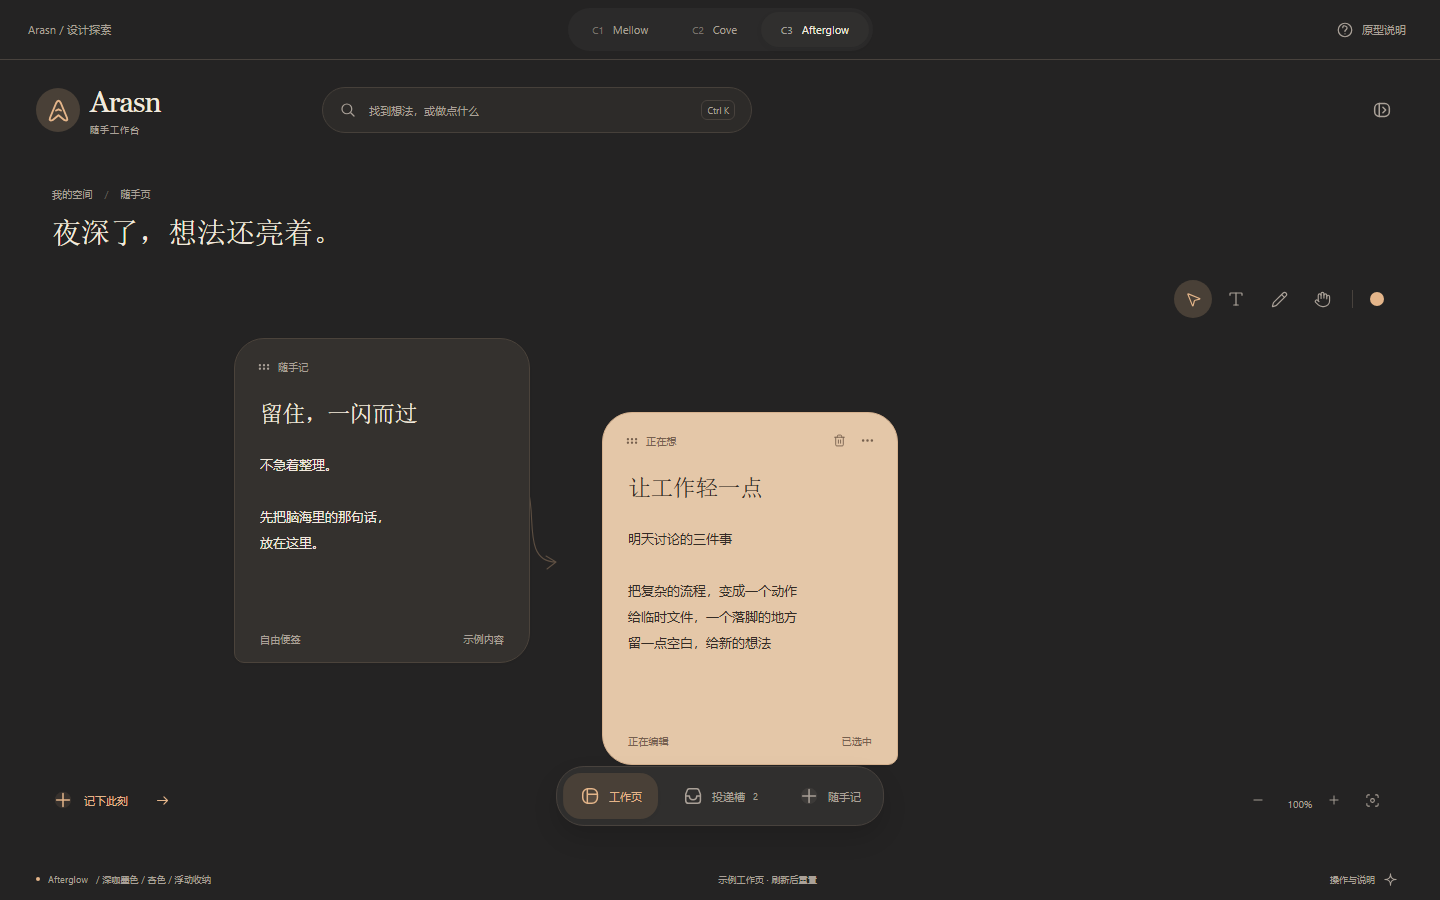 Arasn / 设计探索
C1 Mellow
C2 Cove
C3 Afterglow
原型说明
Arasn
随手工作台
找到想法，或做点什么
Ctrl K
我的空间 / 随手页
夜深了，想法还亮着。
随手记
留住，一闪而过
不急着整理。
先把脑海里的那句话，
放在这里。
自由便签
示例内容
正在想
让工作轻一点
明天讨论的三件事
把复杂的流程，变成一个动作
给临时文件，一个落脚的地方
留一点空白，给新的想法
正在编辑
已选中
记下此刻
工作页
投递槽 2
随手记
100%
Afterglow / 深咖墨色 / 杏色 / 浮动收纳
示例工作页 · 刷新后重置
操作与说明